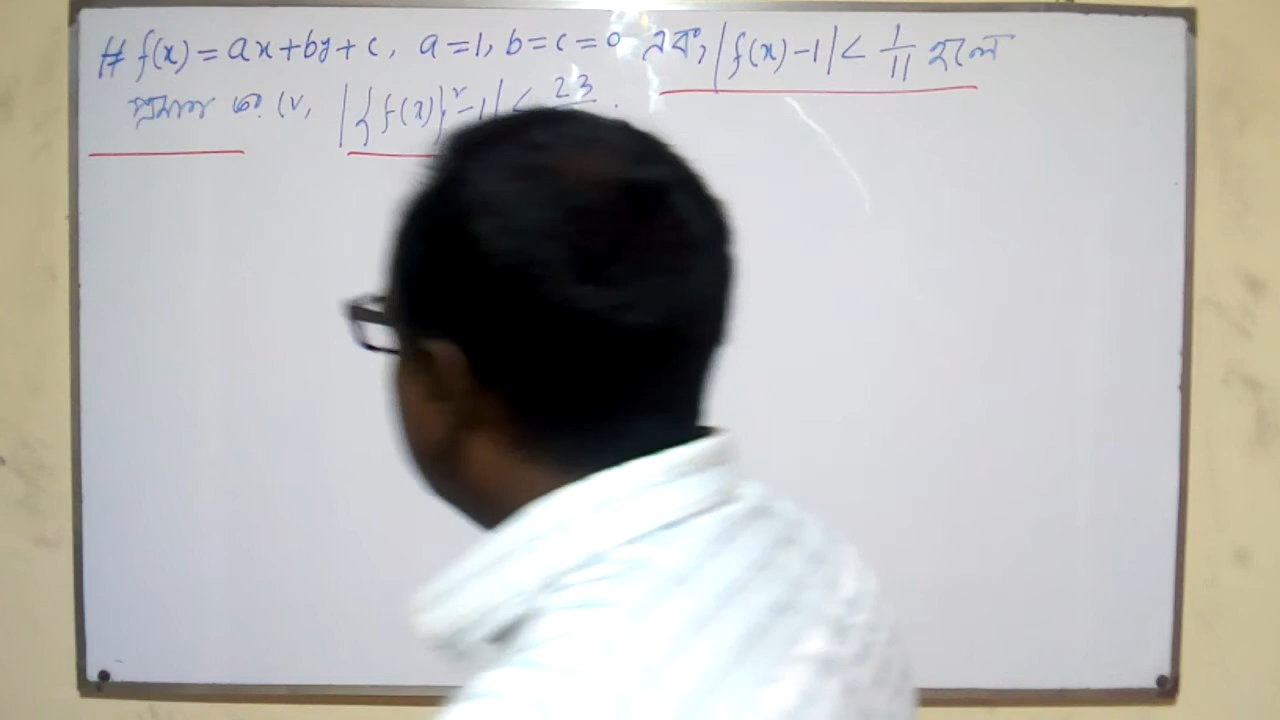 # f(x) = ax+by+c, a=1, b=c=0 এবং |f(x)-1| < 1/11 হলে
প্রমাণ কর যে, |{f(x)}²-1| < 23